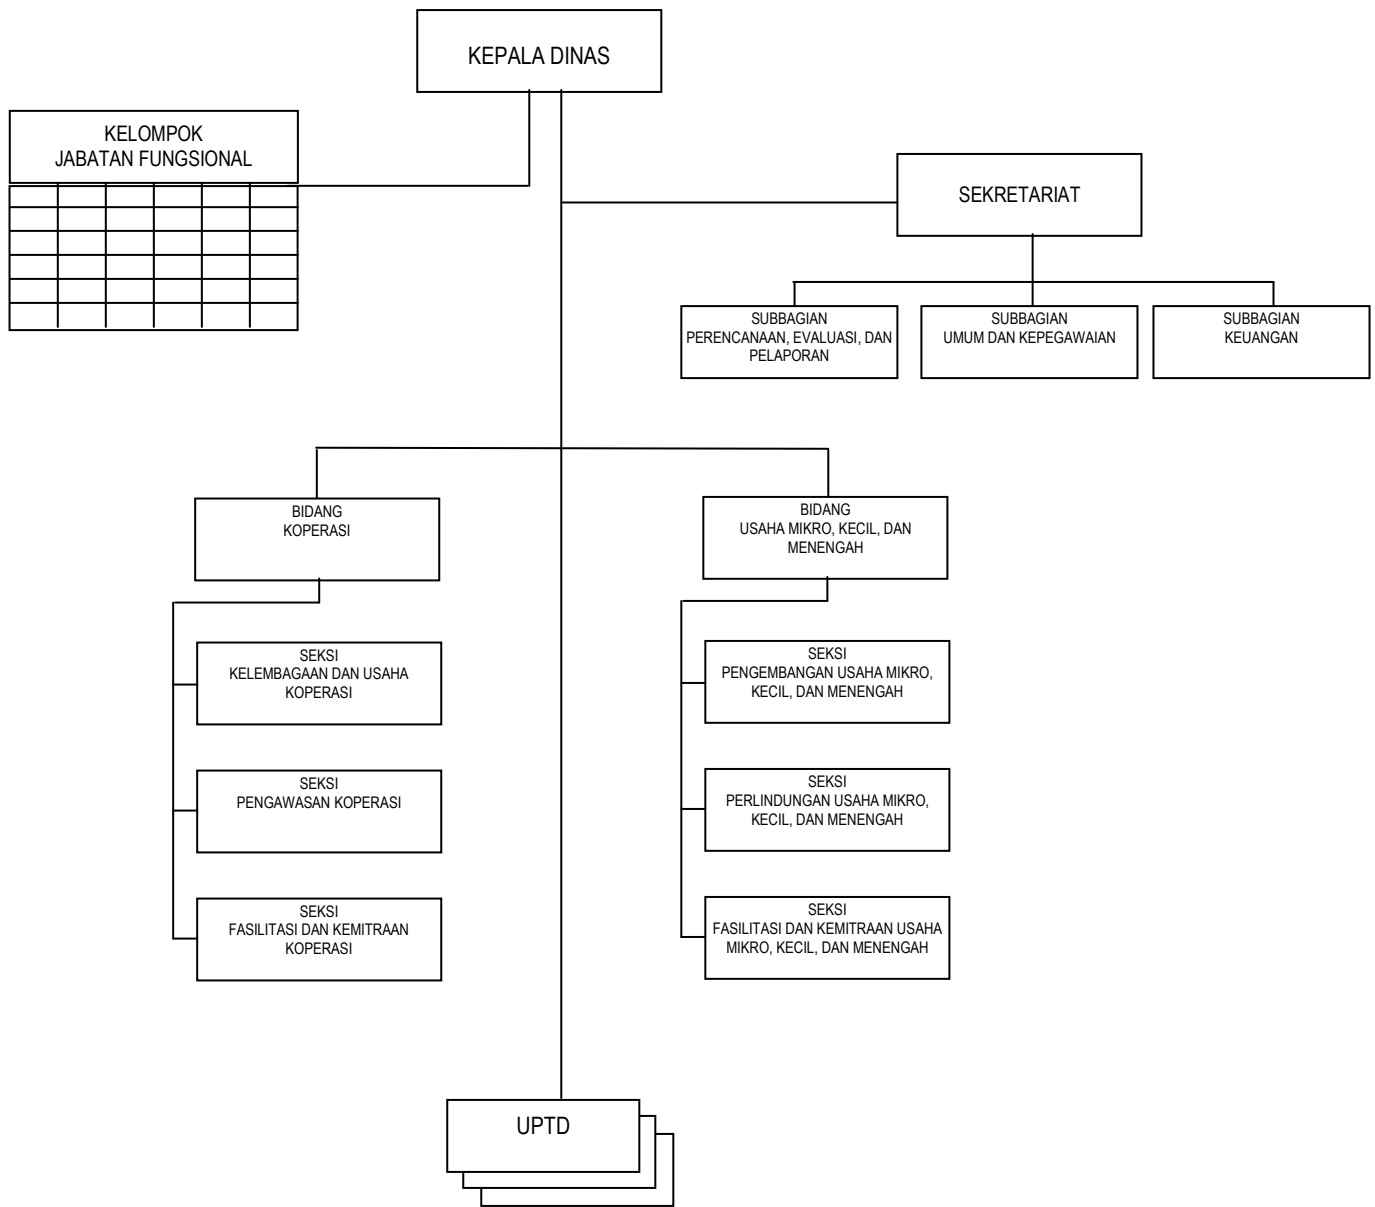 KEPALA DINAS
KELOMPOK
JABATAN FUNGSIONAL
SEKRETARIAT
SUBBAGIAN
PERENCANAAN, EVALUASI, DAN
PELAPORAN
SUBBAGIAN
UMUM DAN KEPEGAWAIAN
SUBBAGIAN
KEUANGAN
BIDANG
KOPERASI
BIDANG
USAHA MIKRO, KECIL, DAN
MENENGAH
SEKSI
KELEMBAGAAN DAN USAHA
KOPERASI
SEKSI
PENGAWASAN KOPERASI
SEKSI
FASILITASI DAN KEMITRAAN
KOPERASI
SEKSI
PENGEMBANGAN USAHA MIKRO,
KECIL, DAN MENENGAH
SEKSI
PERLINDUNGAN USAHA MIKRO,
KECIL, DAN MENENGAH
SEKSI
FASILITASI DAN KEMITRAAN USAHA
MIKRO, KECIL, DAN MENENGAH
UPTD